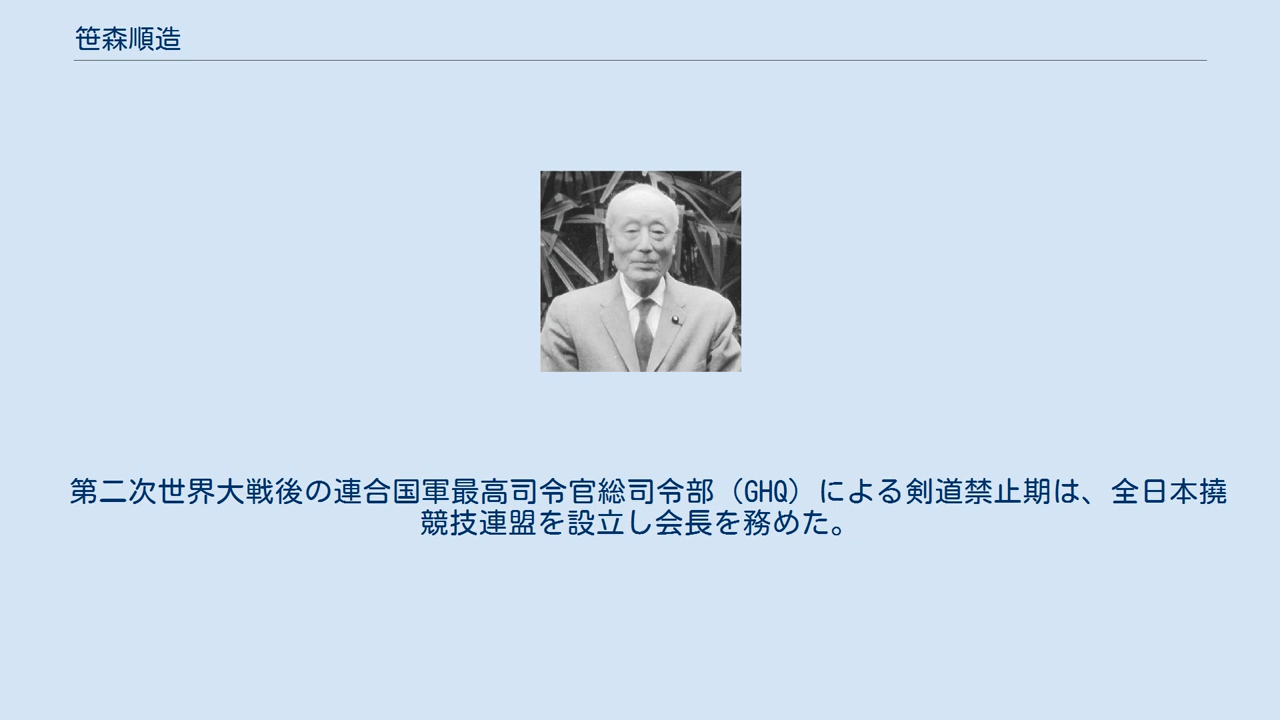 笹森順造
第二次世界大戦後の連合国軍最高司令官総司令部（GHQ）による剣道禁止期は、全日本撓
競技連盟を設立し会長を務めた。